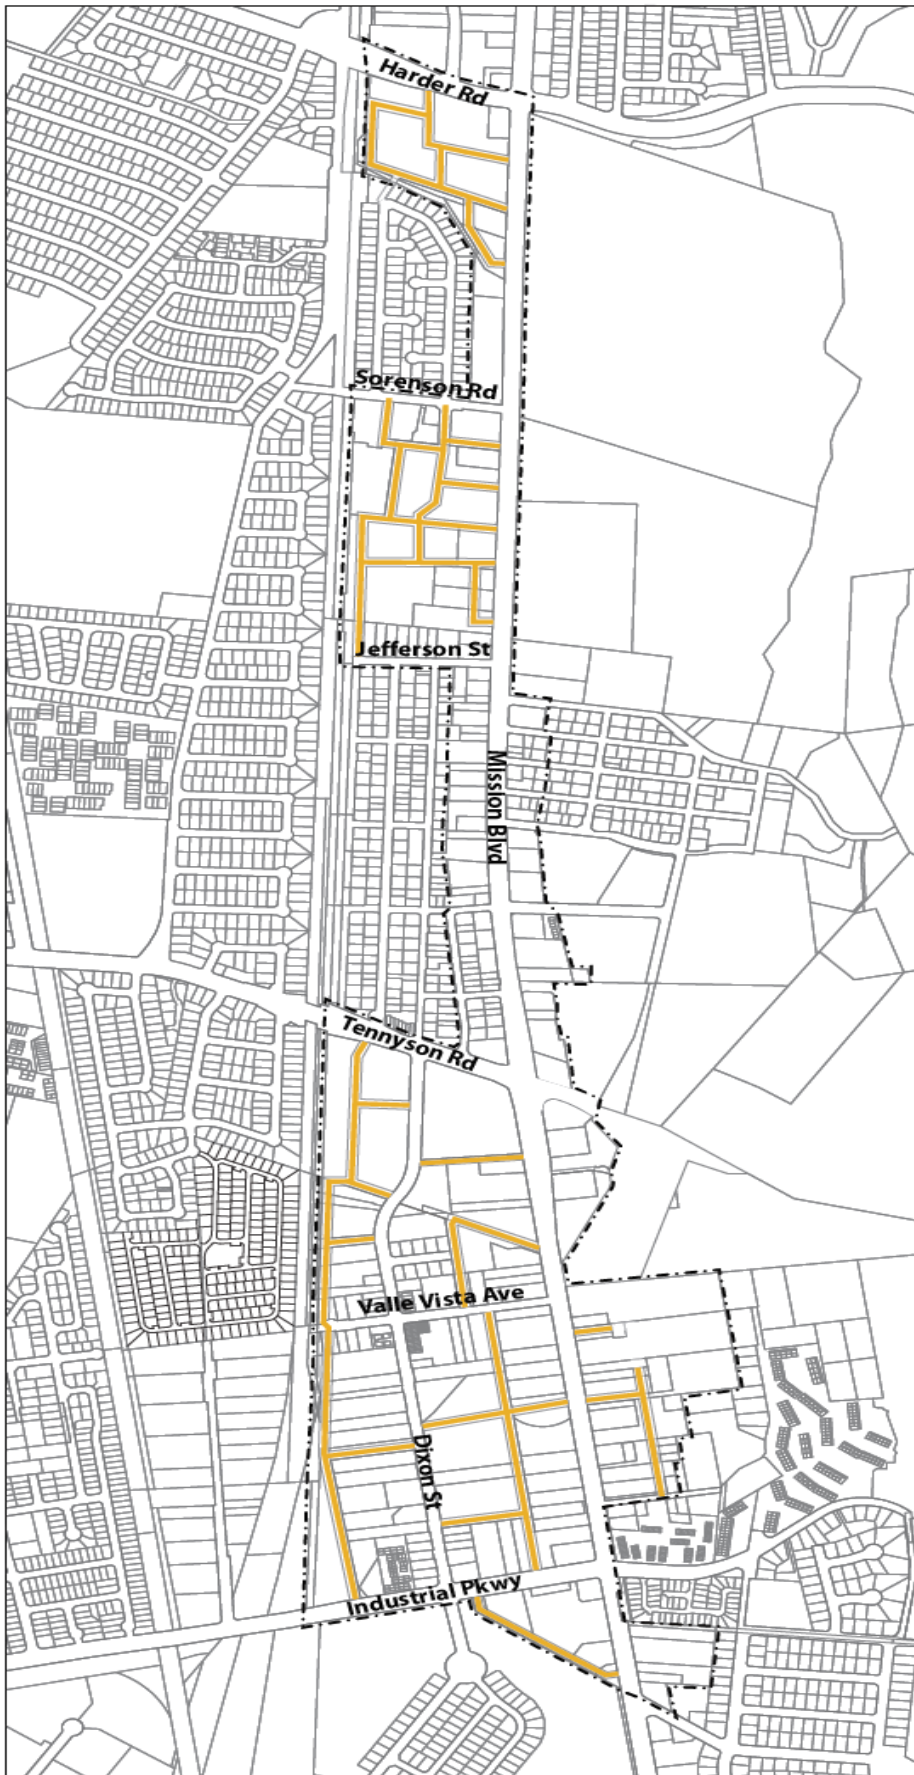 Harder Rd
Sorenson Rd
Jefferson St
Mission Blvd
Tennyson Rd
Valle Vista Ave
Dixon St
Industrial Pkwy